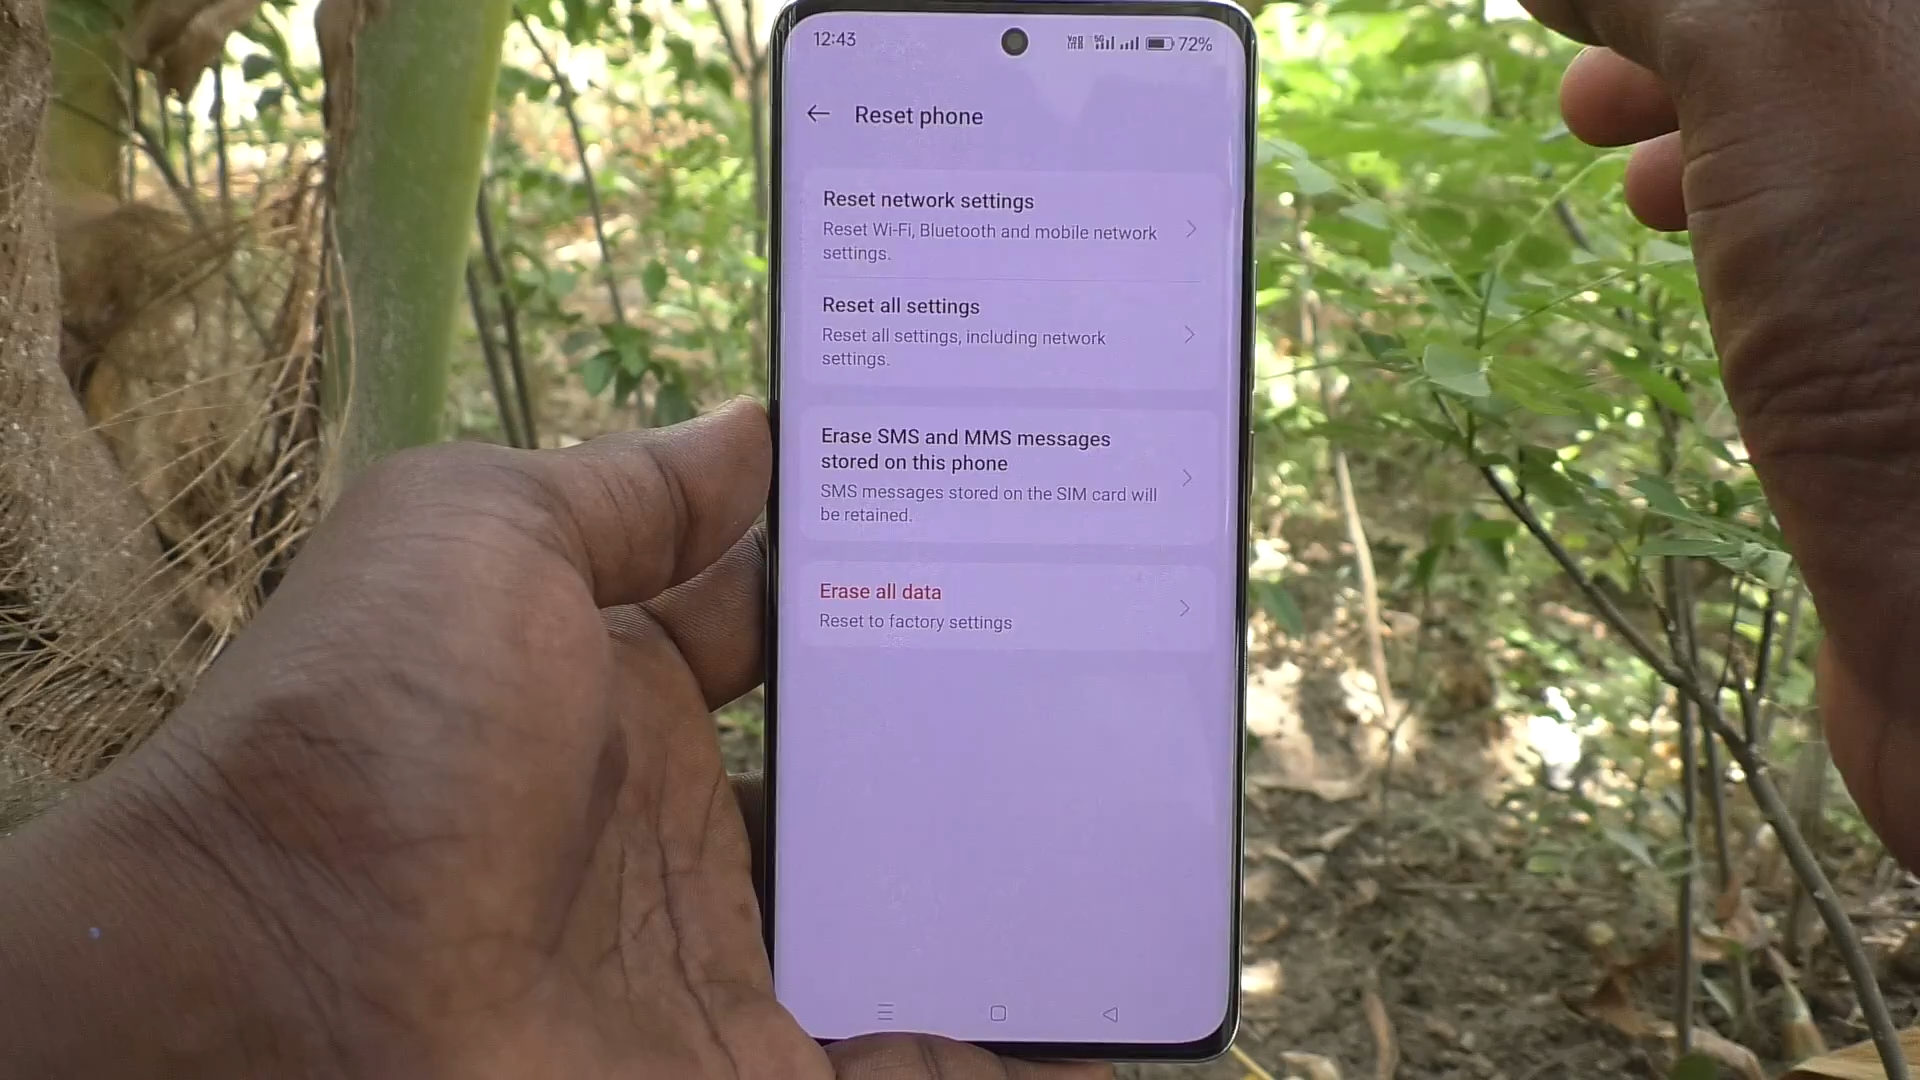 12:43
72%
Reset phone
Reset network settings
Reset Wi-Fi, Bluetooth and mobile network
settings.
Reset all settings
Reset all settings, including network
settings.
Erase SMS and MMS messages
stored on this phone
SMS messages stored on the SIM card will
be retained.
Erase all data
Reset to factory settings